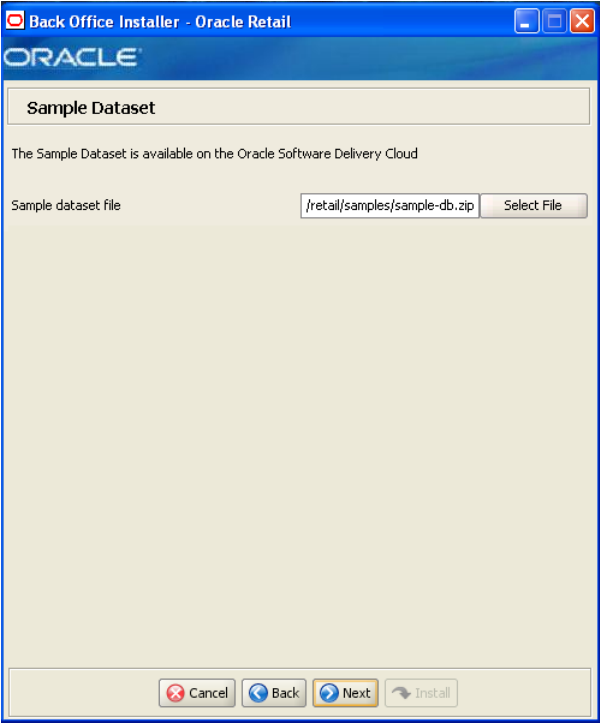 Back Office Installer - Oracle Retail
ORACLE
Sample Dataset
The Sample Dataset is available on the Oracle Software Delivery Cloud
Sample dataset file /retail/samples/sample-db.zip Select File
Cancel Back Next Install